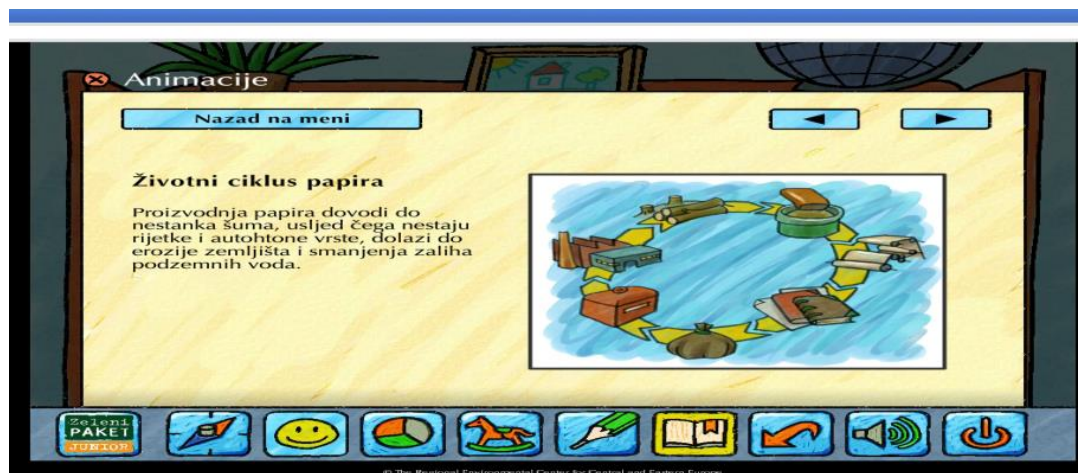 Animacije
Nazad na meni
Životni ciklus papira
Proizvodnja papira dovodi do
nestanka šuma, usljed čega nestaju
rijetke i autohtone vrste, dolazi do
erozije zemljišta i smanjenja zaliha
podzemnih voda.
Zeleni
PAKET
JUNIOR
© The Regional Environmental Center for Central and Eastern Europe